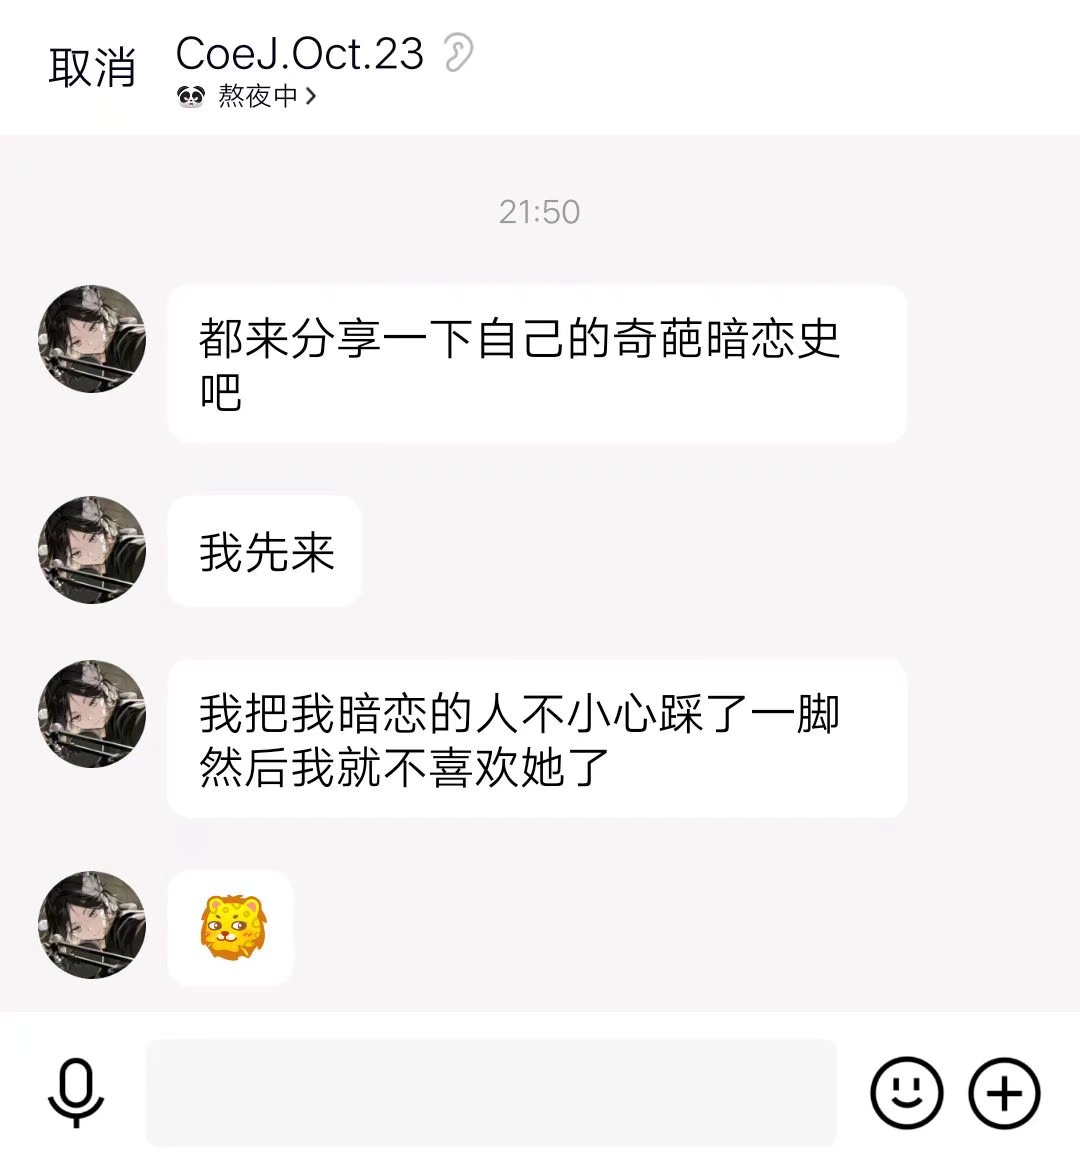 取消
CoeJ.Oct.23
熬夜中
21:50
都来分享一下自己的奇葩暗恋史
吧
我先来
我把我暗恋的人不小心踩了一脚
然后我就不喜欢她了